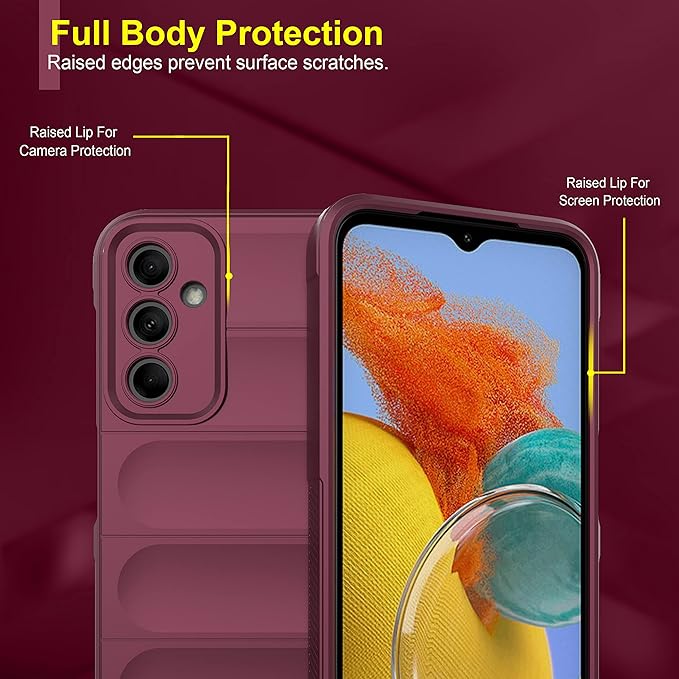 Full Body Protection
Raised edges prevent surface scratches.
Raised Lip For
Camera Protection
Raised Lip For
Screen Protection